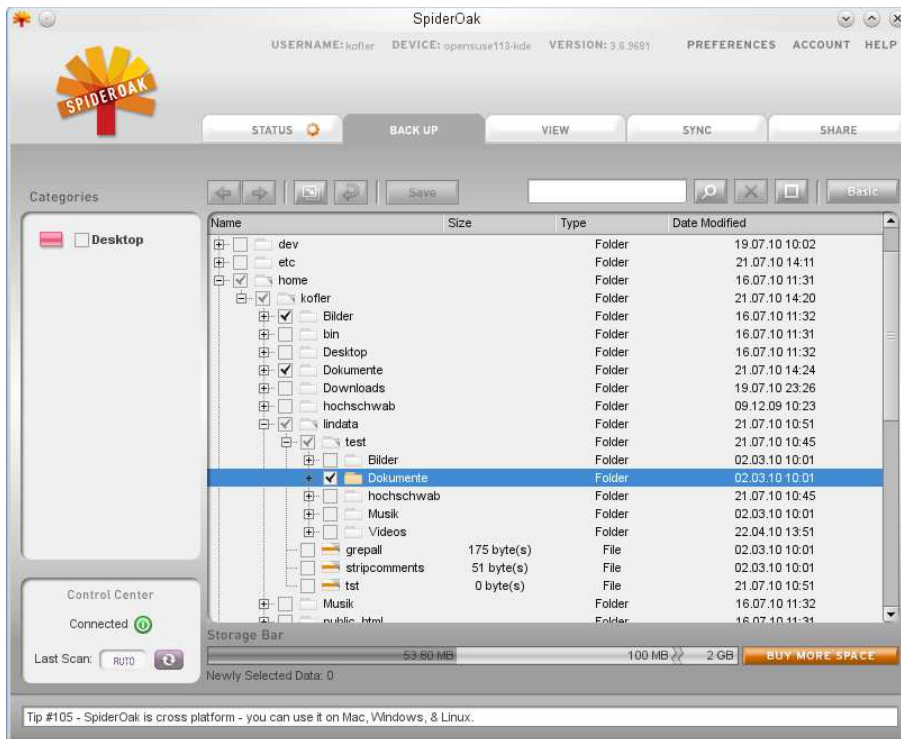 SpiderOak
USERNAME: kofler DEVICE: opensuse113-kde VERSION: 3.6.9691 PREFERENCES ACCOUNT HELP
SPIDEROAK
STATUS BACK UP VIEW SYNC SHARE
Categories Save Basic
Desktop
Name Size Type Date Modified
dev Folder 19.07.10 10:02
etc Folder 21.07.10 14:11
home Folder 16.07.10 11:31
kofler Folder 21.07.10 14:20
Bilder Folder 16.07.10 11:32
bin Folder 16.07.10 11:31
Desktop Folder 16.07.10 11:32
Dokumente Folder 21.07.10 14:24
Downloads Folder 19.07.10 23:26
hochschwab Folder 09.12.09 10:23
lindata Folder 21.07.10 10:51
test Folder 21.07.10 10:45
Bilder Folder 02.03.10 10:01
Dokumente Folder 02.03.10 10:01
hochschwab Folder 21.07.10 10:45
Musik Folder 02.03.10 10:01
Videos Folder 22.04.10 13:51
grepall 175 byte(s) File 02.03.10 10:01
stripcomments 51 byte(s) File 02.03.10 10:01
tst 0 byte(s) File 21.07.10 10:51
Musik Folder 16.07.10 11:32
public_html Folder 16.07.10 11:31
Control Center
Connected
Last Scan: AUTO
Storage Bar
53.80 MB 100 MB 2 GB BUY MORE SPACE
Newly Selected Data: 0
Tip #105 - SpiderOak is cross platform - you can use it on Mac, Windows, & Linux.